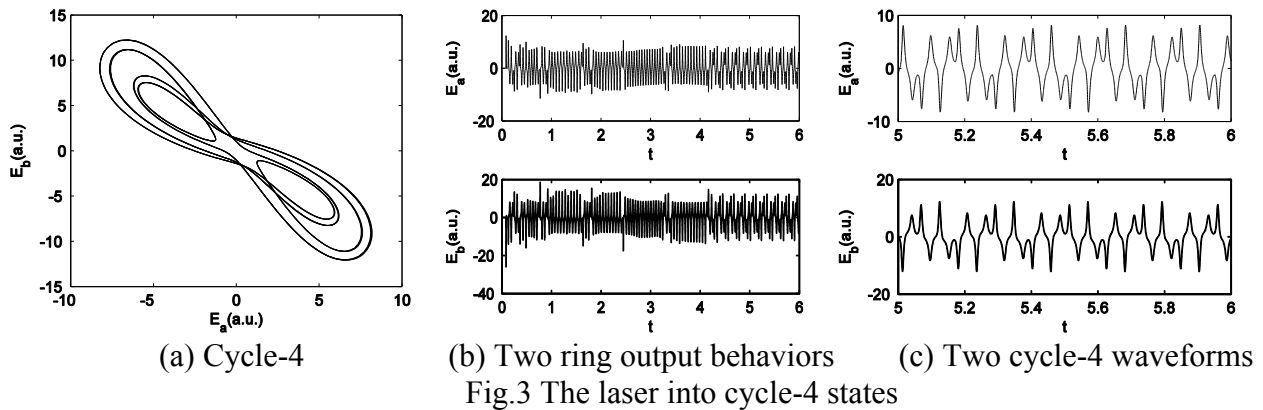 15
10
5
0
-5
-10
-15
-10 -5 0 5 10
E_b(a.u.)
E_a(a.u.)
20
0
-20
0 1 2 3 4 5 6
E_a(a.u.)
t
20
0
-20
-40
0 1 2 3 4 5 6
E_b(a.u.)
t
10
0
-10
5 5.2 5.4 5.6 5.8 6
E_a(a.u.)
t
20
0
-20
5 5.2 5.4 5.6 5.8 6
E_b(a.u.)
t
(a) Cycle-4 (b) Two ring output behaviors (c) Two cycle-4 waveforms
Fig.3 The laser into cycle-4 states